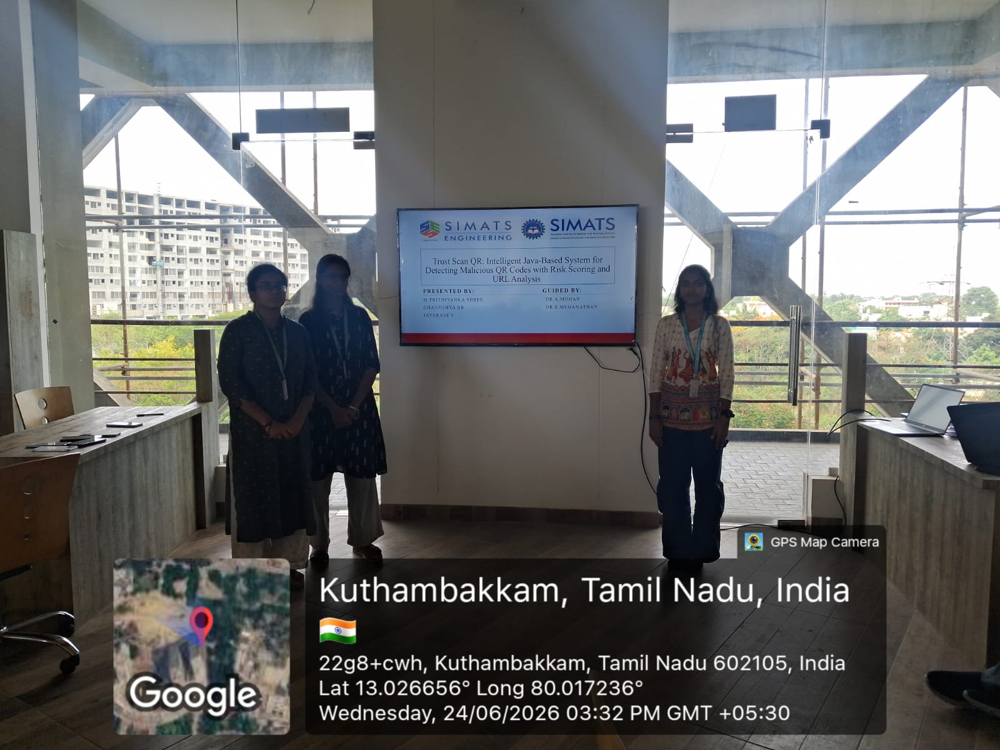 SIMATS
ENGINEERING
SIMATS
Trust Scan QR: Intelligent Java-Based System for
Detecting Malicious QR Codes with Risk Scoring and
URL Analysis
PRESENTED BY:
M PRITHIYANKA SHREE
DHANUSHYA RB
JAYARANI V
GUIDED BY:
DR.A.MOHAN
DR.E.MEGANATHAN
GPS Map Camera
Kuthambakkam, Tamil Nadu, India
22g8+cwh, Kuthambakkam, Tamil Nadu 602105, India
Lat 13.026656° Long 80.017236°
Wednesday, 24/06/2026 03:32 PM GMT +05:30
Google